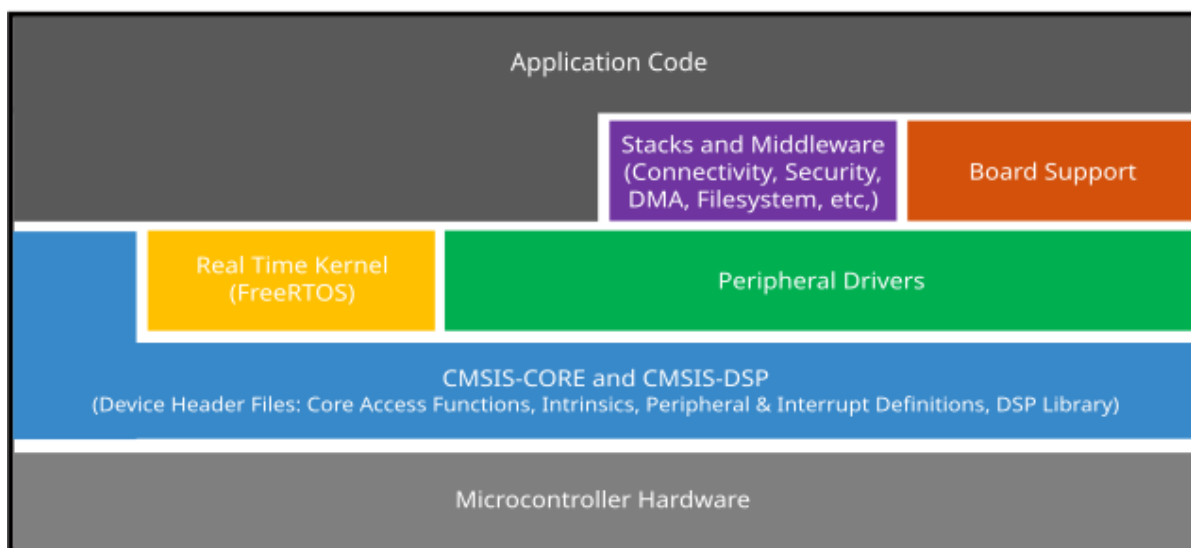 Application Code
Stacks and Middleware
(Connectivity, Security,
DMA, Filesystem, etc,)
Board Support
Real Time Kernel
(FreeRTOS)
Peripheral Drivers
CMSIS-CORE and CMSIS-DSP
(Device Header Files: Core Access Functions, Intrinsics, Peripheral & Interrupt Definitions, DSP Library)
Microcontroller Hardware